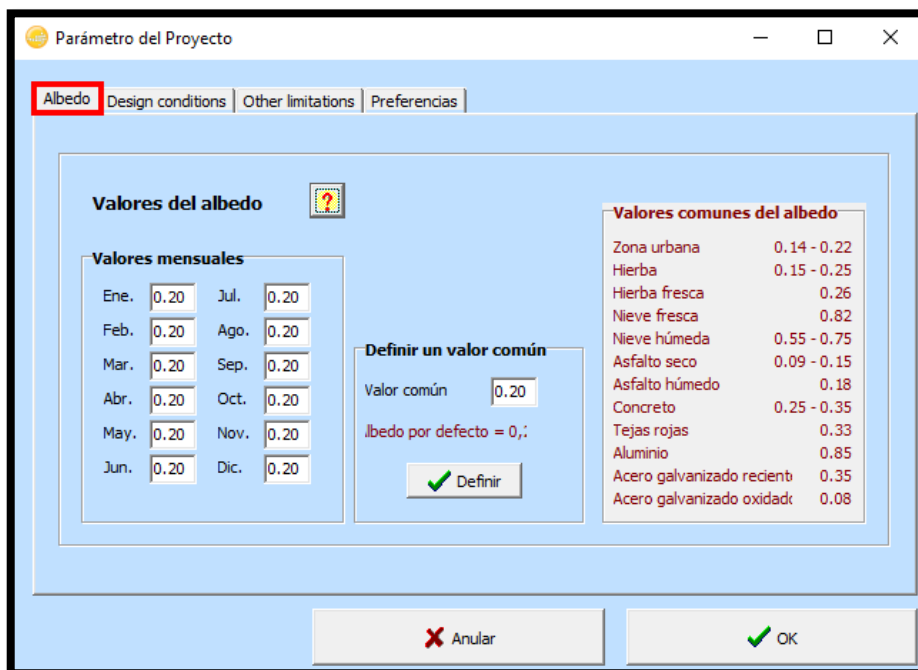 Parámetro del Proyecto
Albedo Design conditions Other limitations Preferencias
Valores del albedo ?
Valores mensuales
Ene. 0.20 Jul. 0.20
Feb. 0.20 Ago. 0.20
Mar. 0.20 Sep. 0.20
Abr. 0.20 Oct. 0.20
May. 0.20 Nov. 0.20
Jun. 0.20 Dic. 0.20
Definir un valor común
Valor común 0.20
lbedo por defecto = 0,2
Definir
Valores comunes del albedo
Zona urbana 0.14 - 0.22
Hierba 0.15 - 0.25
Hierba fresca 0.26
Nieve fresca 0.82
Nieve húmeda 0.55 - 0.75
Asfalto seco 0.09 - 0.15
Asfalto húmedo 0.18
Concreto 0.25 - 0.35
Tejas rojas 0.33
Aluminio 0.85
Acero galvanizado recient 0.35
Acero galvanizado oxidad 0.08
Anular OK